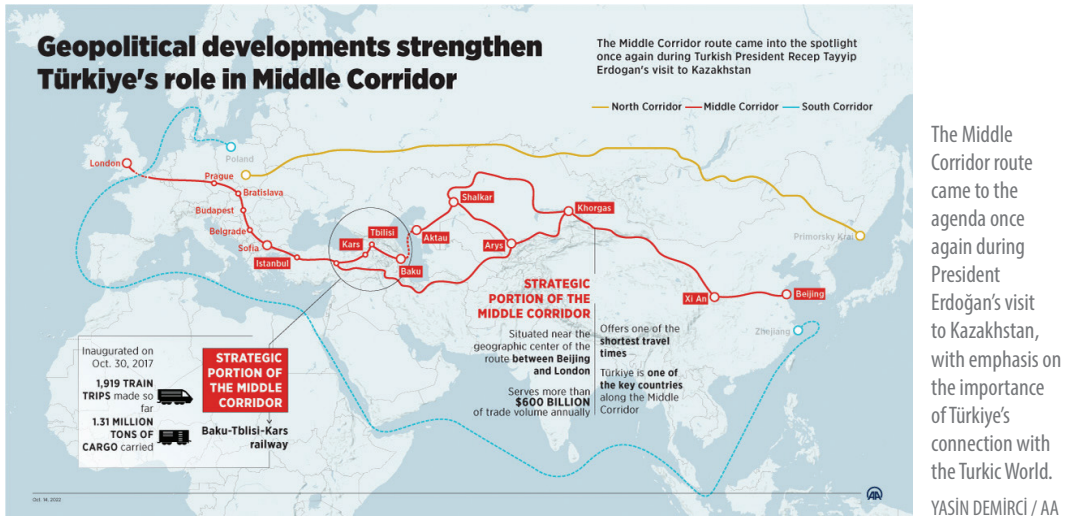 Geopolitical developments strengthen
Türkiye's role in Middle Corridor
The Middle Corridor route came into the spotlight
once again during Turkish President Recep Tayyip
Erdogan's visit to Kazakhstan
North Corridor
Middle Corridor
South Corridor
London
Poland
Prague
Bratislava
Budapest
Belgrade
Sofia
Istanbul
Kars
Tbilisi
Baku
Aktau
Shalkar
Arys
Khorgas
Primorsky Krai
Xi An
Beijing
Zhejiang
STRATEGIC
PORTION OF THE
MIDDLE CORRIDOR
Situated near the
geographic center of the
route between Beijing
and London
Serves more than
$600 BILLION
of trade volume annually
Offers one of the
shortest travel
times
Türkiye is one of
the key countries
along the Middle
Corridor
Inaugurated on
Oct. 30, 2017
1,919 TRAIN
TRIPS made so
far
1.31 MILLION
TONS OF
CARGO carried
STRATEGIC
PORTION OF
THE MIDDLE
CORRIDOR
Baku-Tblisi-Kars
railway
Oct. 14, 2022
AA
The Middle
Corridor route
came to the
agenda once
again during
President
Erdoğan's visit
to Kazakhstan,
with emphasis on
the importance
of Türkiye's
connection with
the Turkic World.
YASİN DEMİRCİ / AA